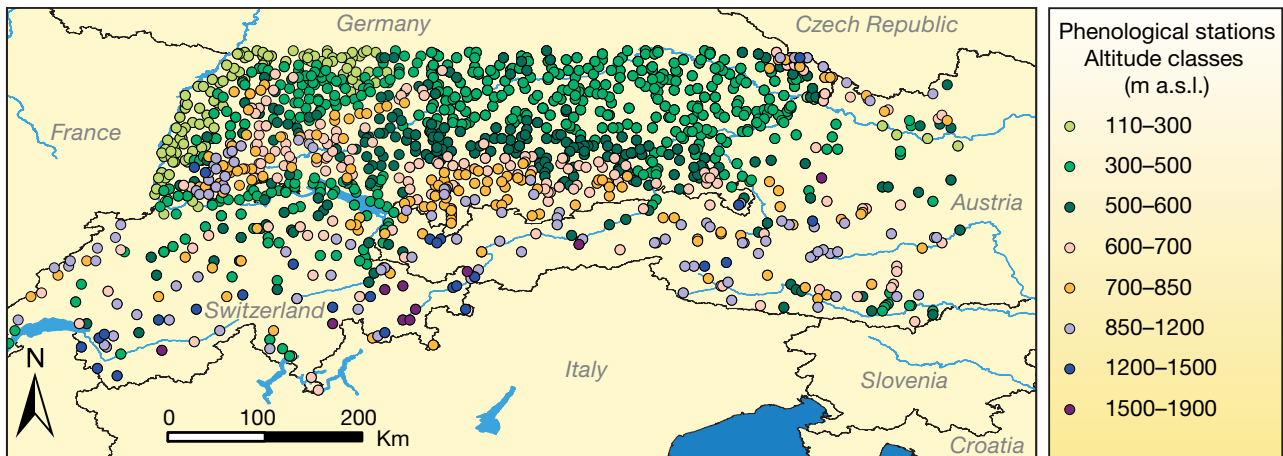 Germany
Czech Republic
France
Austria
Switzerland
Italy
Slovenia
Croatia
N
0 100 200
Km
Phenological stations
Altitude classes
(m a.s.l.)
110–300
300–500
500–600
600–700
700–850
850–1200
1200–1500
1500–1900